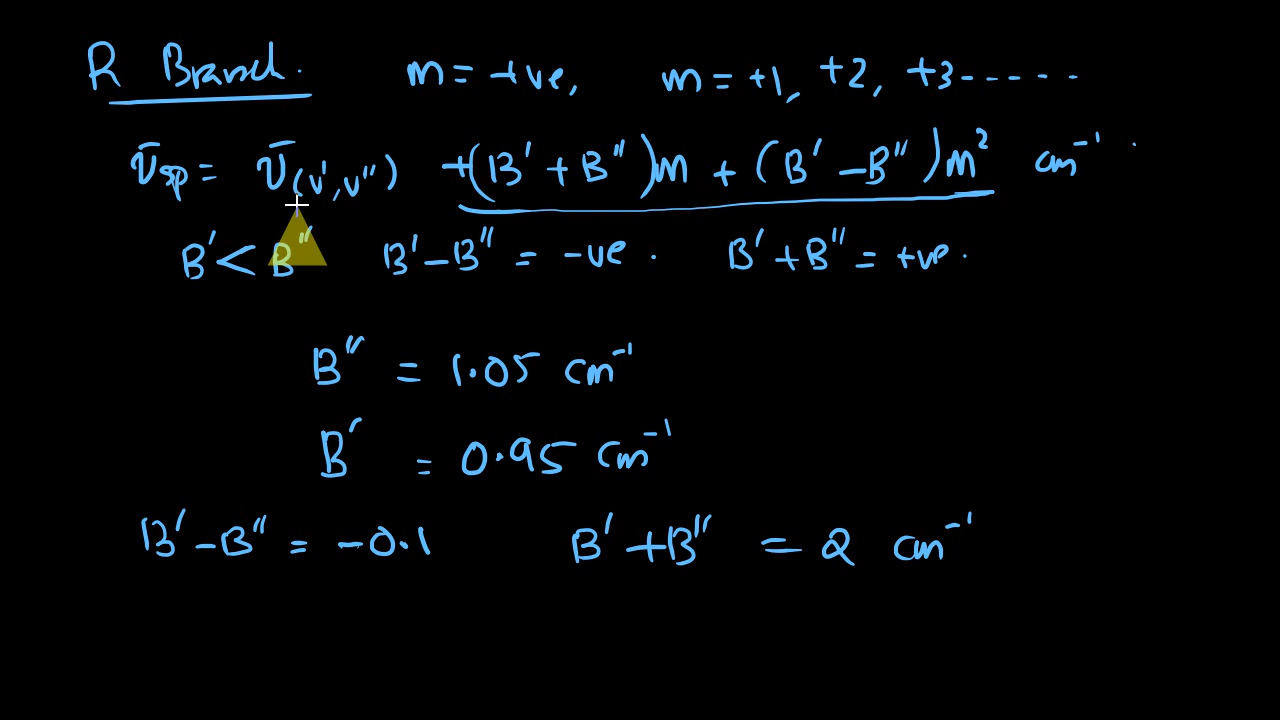 R Branch. m = +ve, m = +1, +2, +3-----
ν̄sp = ν̄(v',v'') +(B' + B'')m + (B' - B'')m² cm⁻¹.
B' < B'' B' - B'' = -ve. B' + B'' = +ve.
B'' = 1.05 cm⁻¹
B' = 0.95 cm⁻¹
B' - B'' = -0.1 B' + B'' = 2 cm⁻¹